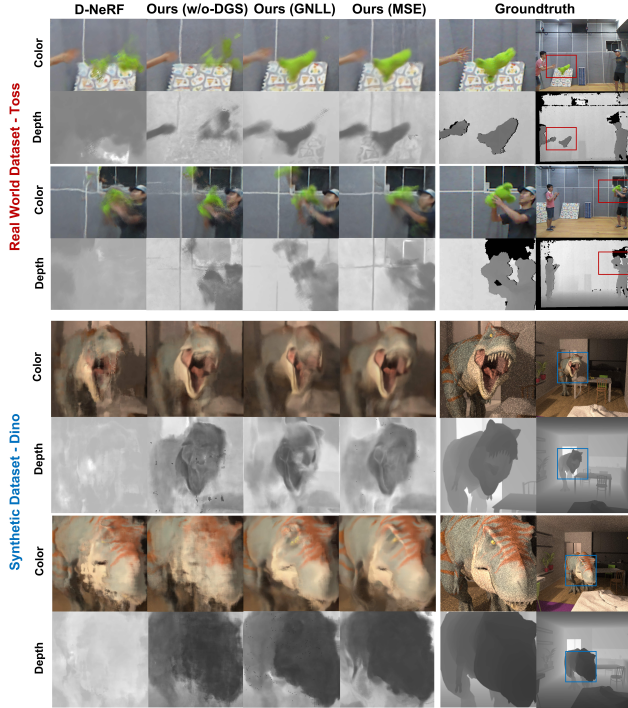 D-NeRF Ours (w/o-DGS) Ours (GNLL) Ours (MSE) Groundtruth
Real World Dataset - Toss
Color
Depth
Color
Depth
Synthetic Dataset - Dino
Color
Depth
Color
Depth